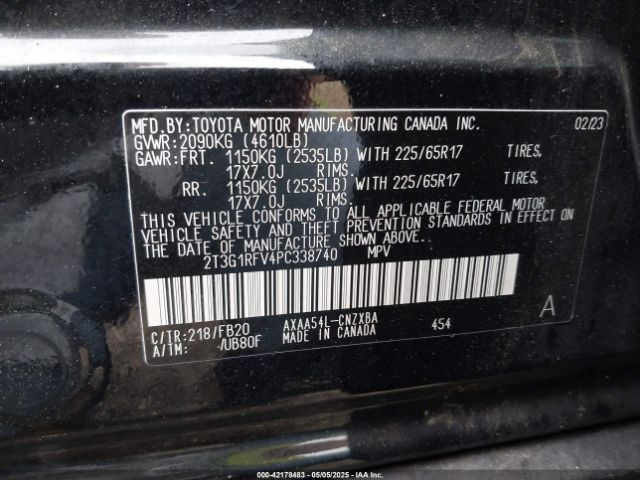 MFD.BY:TOYOTA MOTOR MANUFACTURING CANADA INC. 02/23
GVWR:2090KG (4610LB)
GAWR:FRT. 1150KG (2535LB) WITH 225/65R17 TIRES,
17X7.0J RIMS.
RR. 1150KG (2535LB) WITH 225/65R17 TIRES,
17X7.0J RIMS.
THIS VEHICLE CONFORMS TO ALL APPLICABLE FEDERAL MOTOR
VEHICLE SAFETY AND THEFT PREVENTION STANDARDS IN EFFECT ON
THE DATE OF MANUFACTURE SHOWN ABOVE.
2T3G1RFV4PC338740 MPV
A
C/TR:218/FB20 AXAA54L-CNZXBA 454
A/TM: /UB80F MADE IN CANADA
000-42178483 - 05/05/2025 - IAA, Inc.